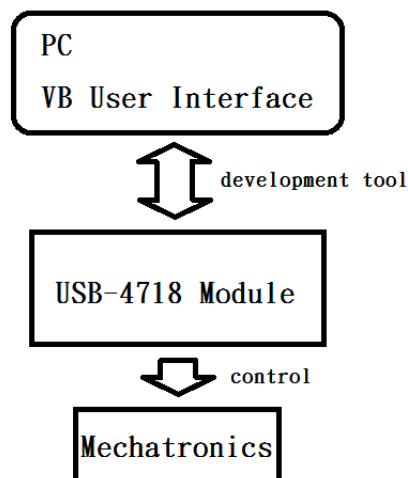 PC
VB User Interface
development tool
USB-4718 Module
control
Mechatronics